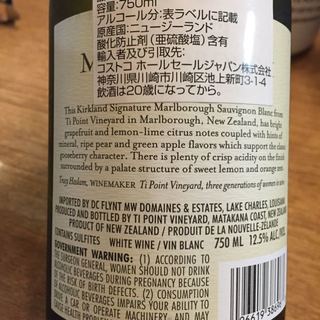 容量:750ml
アルコール分:表ラベルに記載
原産国:ニュージーランド
酸化防止剤(亜硫酸塩)含有
輸入者及び引取先:
コストコ ホールセールジャパン株式会社
神奈川県川崎市川崎区池上新町3-1-4
飲酒は20歳になってから。
M
This Kirkland Signature Marlborough Sauvignon Blanc from
Ti Point Vineyard in Marlborough, New Zealand, has bright
grapefruit and lemon-lime citrus notes coupled with hints of
mineral, ripe pear and green apple flavors which support the classic
gooseberry character. There is plenty of crisp acidity on the finish
surrounded by a palate structure of sweet lemon and orange zest.
Tracy Haslam, WINEMAKER Ti Point Vineyard, three generations of women in wine
IMPORTED BY DC FLYNT MW DOMAINES & ESTATES, LAKE CHARLES, LOUISIANA
PRODUCED AND BOTTLED BY TI POINT VINEYARD, MATAKANA COAST, NEW ZEALAND
PRODUCT OF NEW ZEALAND / PRODUIT DE LA NOUVELLE-ZÉLANDE
CONTAINS SULFITES WHITE WINE / VIN BLANC 750 ML 12.5% ALC./VOL.
GOVERNMENT WARNING: (1) ACCORDING TO
THE SURGEON GENERAL, WOMEN SHOULD NOT DRINK
ALCOHOLIC BEVERAGES DURING PREGNANCY BECAUSE
OF THE RISK OF BIRTH DEFECTS. (2) CONSUMPTION
OF ALCOHOLIC BEVERAGES IMPAIRS YOUR ABILITY TO
DRIVE A CAR OR OPERATE MACHINERY, AND MAY